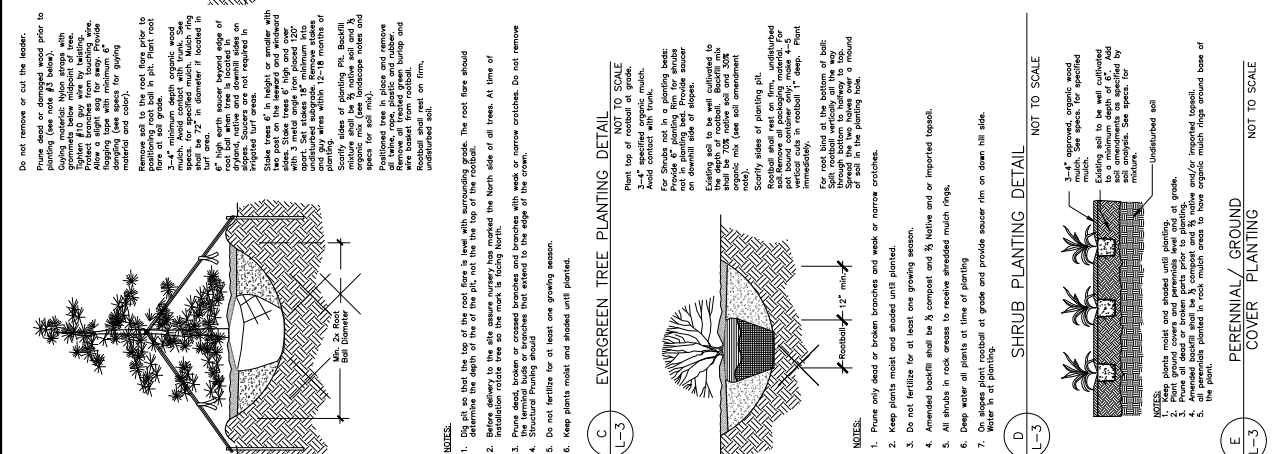 Do not remove or cut the leader.
Prune dead or damaged wood prior to
planting (see note #3 below).
Guying material: Nylon straps with
grommets below midpoint of tree.
Tighten #10 guy wire by twisting.
Protect branches from touching wire.
Allow a slight sag for sway. Provide
flagging tape with minimum 6"
dangling (see specs for guying
material and color).
Remove soil to the root flare prior to
positioning root ball in pit. Plant root
flare at soil grade.
3-4" minimum depth organic wood
mulch. Avoid contact with trunk. See
specs. for specified mulch. Mulch ring
shall be 72" in diameter if located in
turf areas.
6" high earth saucer beyond edge of
root ball when tree is located in
dryland, native and downhill sides on
slopes. Saucers are not required in
irrigated turf areas.
Stake trees 6' in height or smaller with
two post on the leeward and windward
sides. Stake trees 6' high and over
with 3 metal angle iron placed 120°
apart. Set stakes 18" minimum into
undisturbed subgrade. Remove stakes
and guy wires within 12-18 months of
planting.
Scarify sides of planting pit. Backfill
mixture shall be ⅔ native soil and ⅓
organic mix (see landscape notes and
specs for soil mix).
Positioned tree in place and remove
all twine, rope, plastic and rubber.
Remove all treated green burlap and
wire basket from rootball.
Rootball shall rest on firm,
undisturbed soil.
Min. 2x Root
Ball Diameter
NOTES:
1. Dig pit so that the top of the root flare is level with surrounding grade. The root flare should
determine the depth of the of the pit, not the the top of the rootball.
2. Before delivery to the site assure nursery has marked the North side of all trees. At time of
installation rotate tree so the mark is facing North.
3. Prune dead, broken or crossed branches and branches with weak or narrow crotches. Do not remove
the terminal buds or branches that extend to the edge of the crown.
4. Structural Pruning should
5. Do not fertilize for at least one growing season.
6. Keep plants moist and shaded until planted.
C
L-3
EVERGREEN TREE PLANTING DETAIL
NOT TO SCALE
Plant top of rootball at grade.
3-4" specified organic mulch.
Avoid contact with trunk.
For Shrubs not in planting beds:
Provide 6" planting rim for shrubs
not in planting bed. Provide saucer
on downhill side of slopes.
Existing soil to be well cultivated to
the depth of rootball. Backfill mix
shall be 70% native soil and 30%
organic mix (see soil amendment
note).
Scarify sides of planting pit.
Rootball shall rest on firm, undisturbed
soil. Remove all packaging material. For
pot bound container only: make 4-5
vertical cuts in rootball 1" deep. Plant
immediately.
For root bind at the bottom of ball:
Split rootball vertically all the way
through bottom to halfway to top.
Spread the two halves over a mound
of soil in the planting hole.
Rootball
12" min.
NOTES:
1. Prune only dead or broken branches and weak or narrow crotches.
2. Keep plants moist and shaded until planted.
3. Do not fertilize for at least one growing season.
4. Amended backfill shall be ⅓ compost and ⅔ Native and or imported topsoil.
5. All shrubs in rock areas to receive shredded mulch rings,
6. Deep water all plants at time of planting
7. On slopes plant rootball at grade and provide saucer rim on down hill side.
Water in at planting.
D
L-3
SHRUB PLANTING DETAIL
NOT TO SCALE
3-4" approved, organic wood
mulch. See specs. for specified
mulch.
Existing soil to be well cultivated
to a minimum depth of 6". Add
soil amendments as specified by
soil analysis. See specs. for
mixture.
Undisturbed soil
NOTES:
1. Keep plants moist and shaded until planting.
2. Plant ground covers and perennials level and at grade.
3. Prune all dead or broken parts prior to planting.
4. Amended backfill shall be ⅓ compost and ⅔ native and/or imported topsoil.
5. all perennials planted in rock mulch areas to have organic mulch rings around base of
the plant.
E
L-3
PERENNIAL/ GROUND
COVER PLANTING
NOT TO SCALE